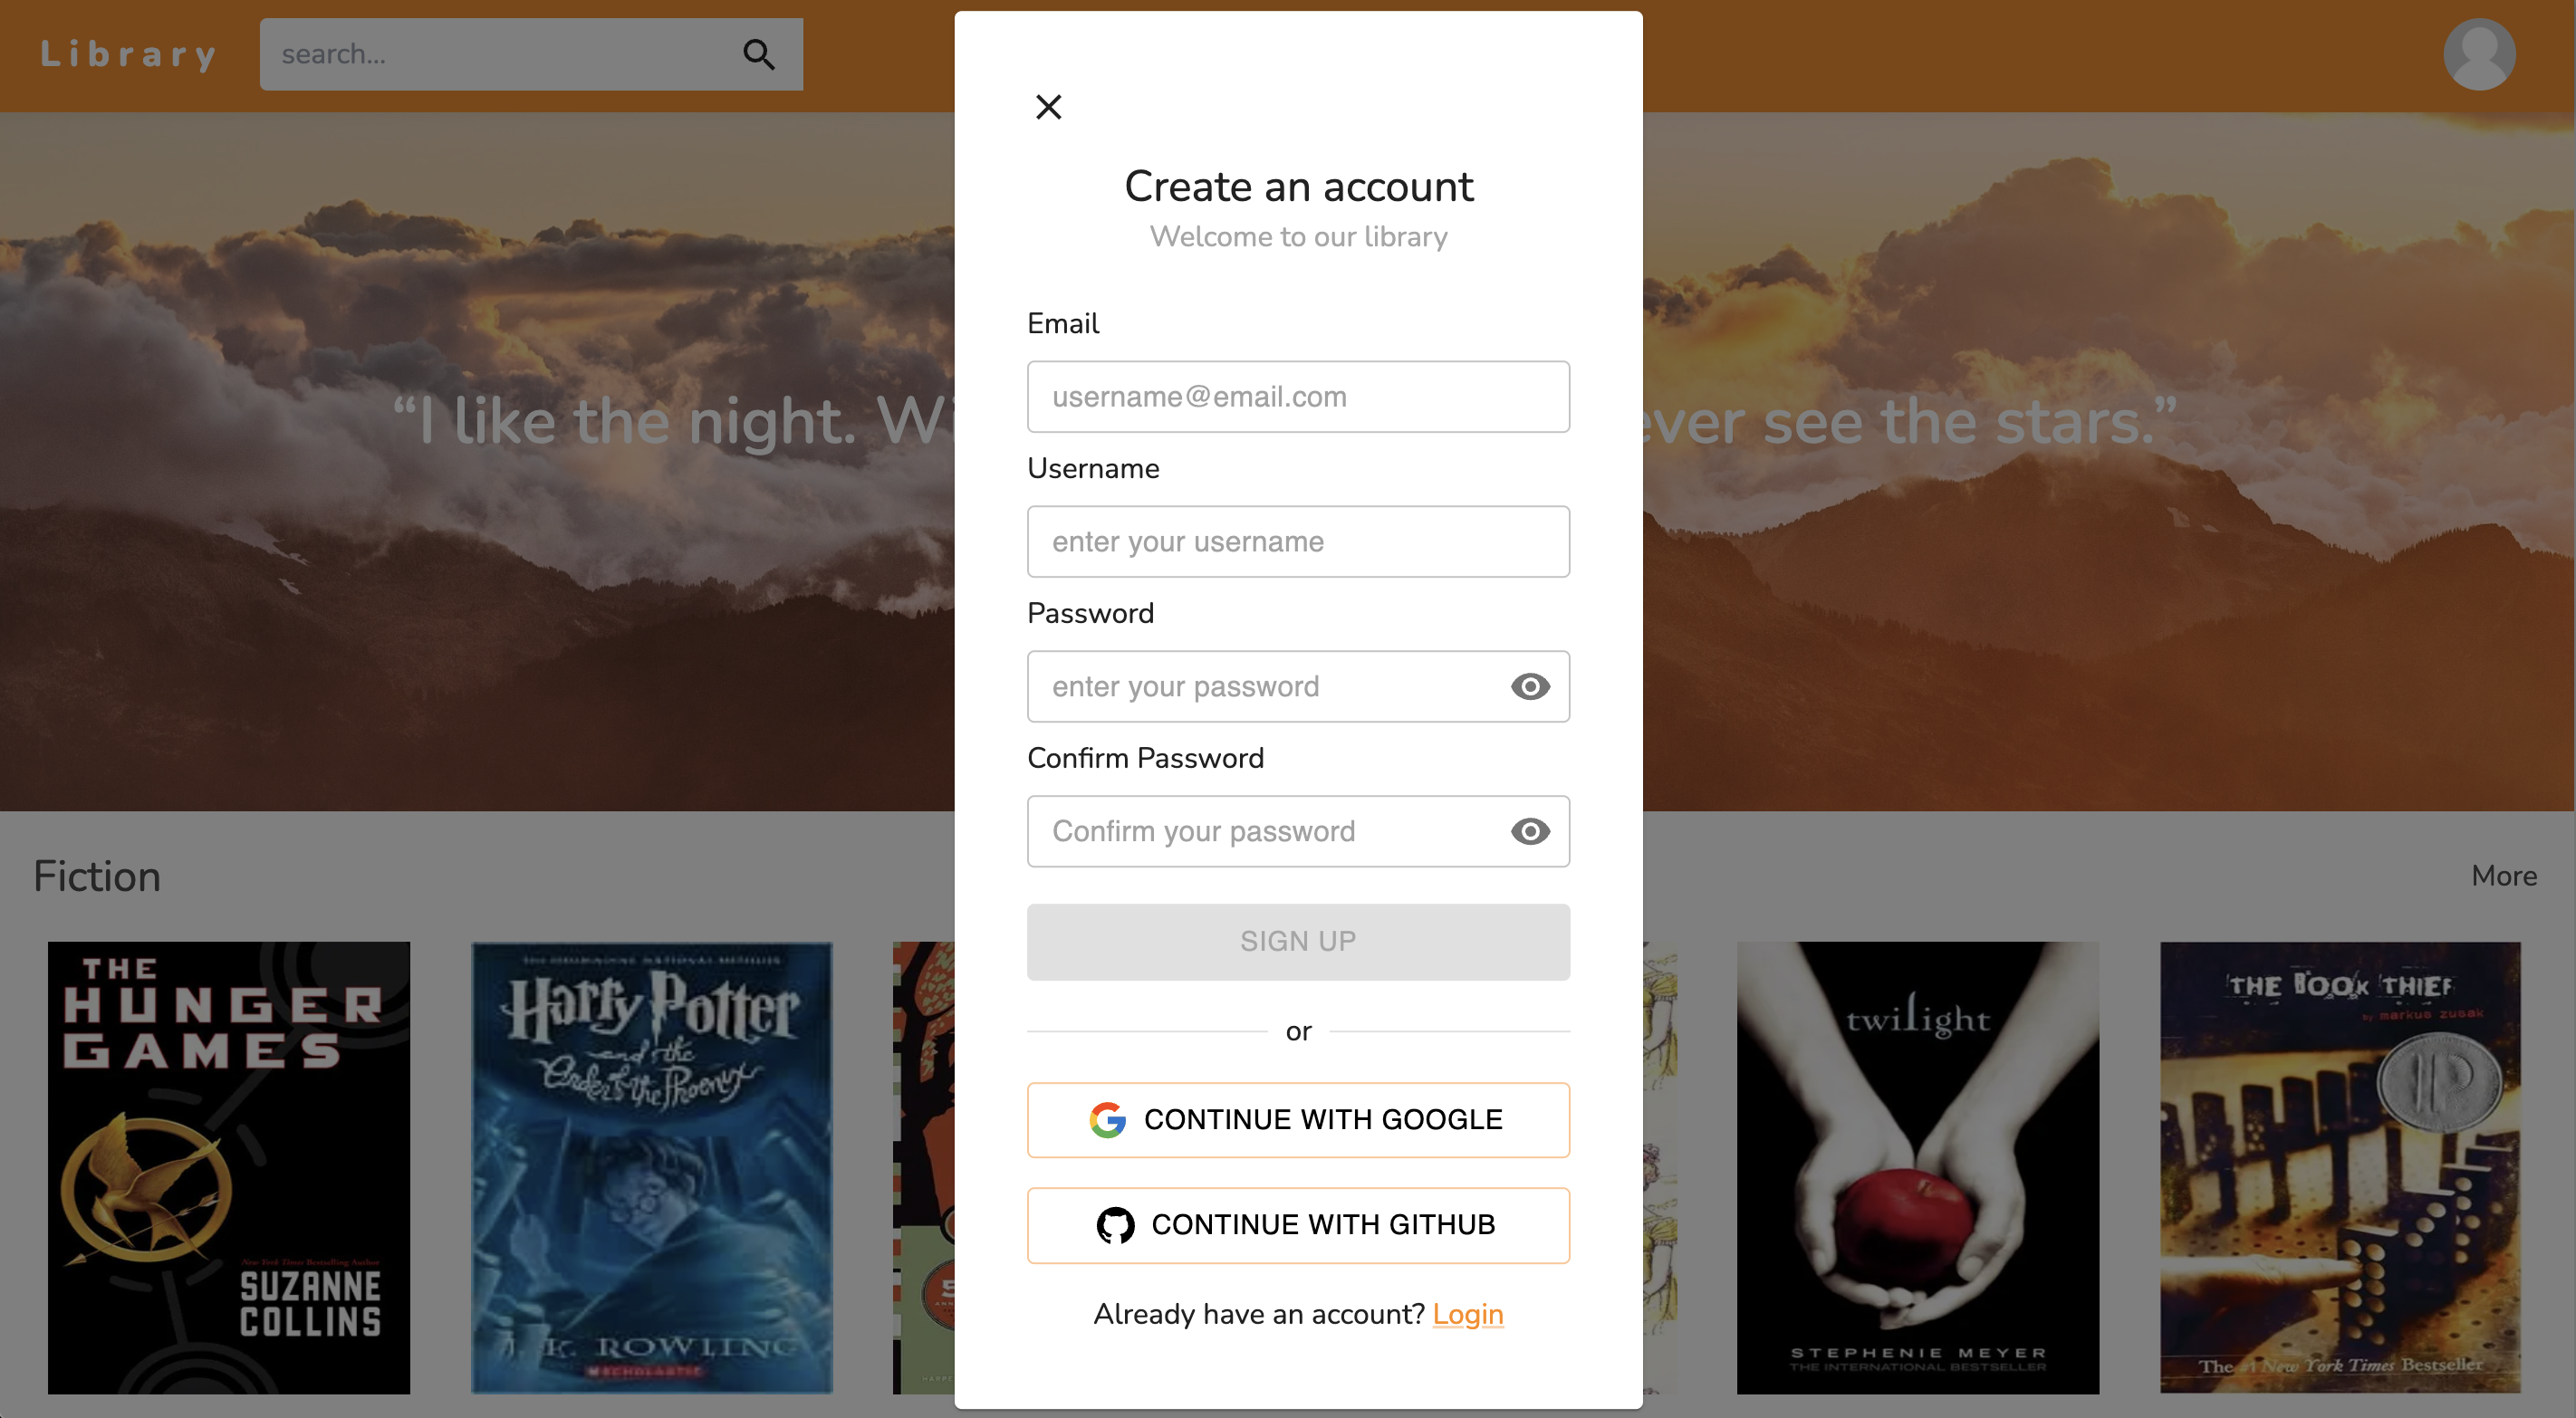 Library
search...
Create an account
Welcome to our library
Email
username@email.com
“I like the night. Wi
ever see the stars.”
Username
enter your username
Password
enter your password
Confirm Password
Confirm your password
Fiction
More
SIGN UP
or
CONTINUE WITH GOOGLE
CONTINUE WITH GITHUB
Already have an account? Login
THE
HUNGER
GAMES
New York Times Bestselling Author
SUZANNE
COLLINS
Harry Potter
and the
Order of the Phoenix
J. K. ROWLING
SCHOLASTIC
twilight
STEPHENIE MEYER
THE INTERNATIONAL BESTSELLER
THE BOOK THIEF
by markus zusak
The #1 New York Times Bestseller